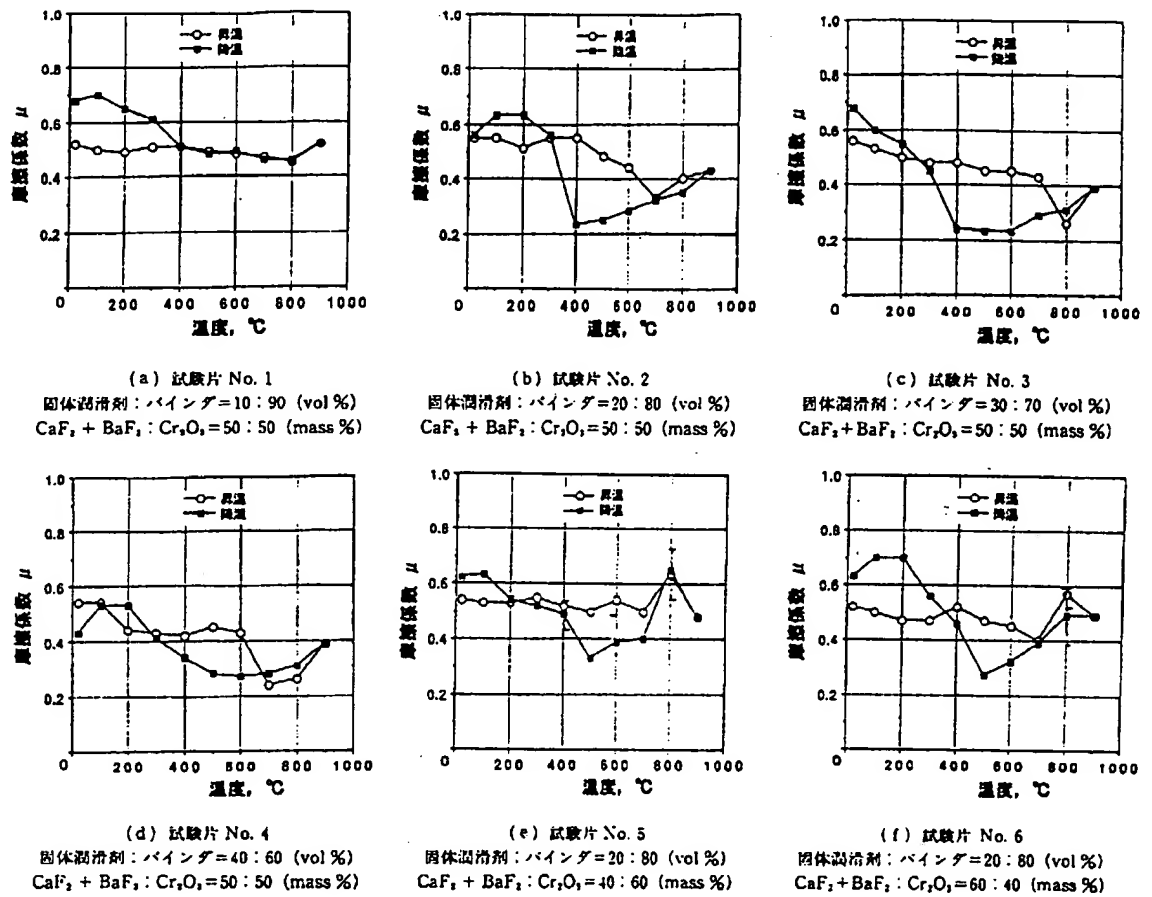 1.0
0.8
0.6
0.4
0.2
摩擦係数 μ
昇温
降温
0 200 400 600 800 1000
温度, ℃
(a) 試験片 No. 1
固体潤滑剤：バインダ=10：90 (vol %)
CaF₂ + BaF₂：Cr₂O₃=50：50 (mass %)
1.0
0.8
0.6
0.4
0.2
摩擦係数 μ
昇温
降温
0 200 400 600 800 1000
温度, ℃
(b) 試験片 No. 2
固体潤滑剤：バインダ=20：80 (vol %)
CaF₂ + BaF₂：Cr₂O₃=50：50 (mass %)
1.0
0.8
0.6
0.4
0.2
摩擦係数 μ
昇温
降温
0 200 400 600 800 1000
温度, ℃
(c) 試験片 No. 3
固体潤滑剤：バインダ=30：70 (vol %)
CaF₂+BaF₂：Cr₂O₃=50：50 (mass %)
1.0
0.8
0.6
0.4
0.2
摩擦係数 μ
昇温
降温
0 200 400 600 800 1000
温度, ℃
(d) 試験片 No. 4
固体潤滑剤：バインダ=40：60 (vol %)
CaF₂ + BaF₂：Cr₂O₃=50：50 (mass %)
1.0
0.8
0.6
0.4
0.2
摩擦係数 μ
昇温
降温
0 200 400 600 800 1000
温度, ℃
(e) 試験片 No. 5
固体潤滑剤：バインダ=20：80 (vol %)
CaF₂ + BaF₂：Cr₂O₃=40：60 (mass %)
1.0
0.8
0.6
0.4
0.2
摩擦係数 μ
昇温
降温
0 200 400 600 800 1000
温度, ℃
(f) 試験片 No. 6
固体潤滑剤：バインダ=20：80 (vol %)
CaF₂+BaF₂：Cr₂O₃=60：40 (mass %)